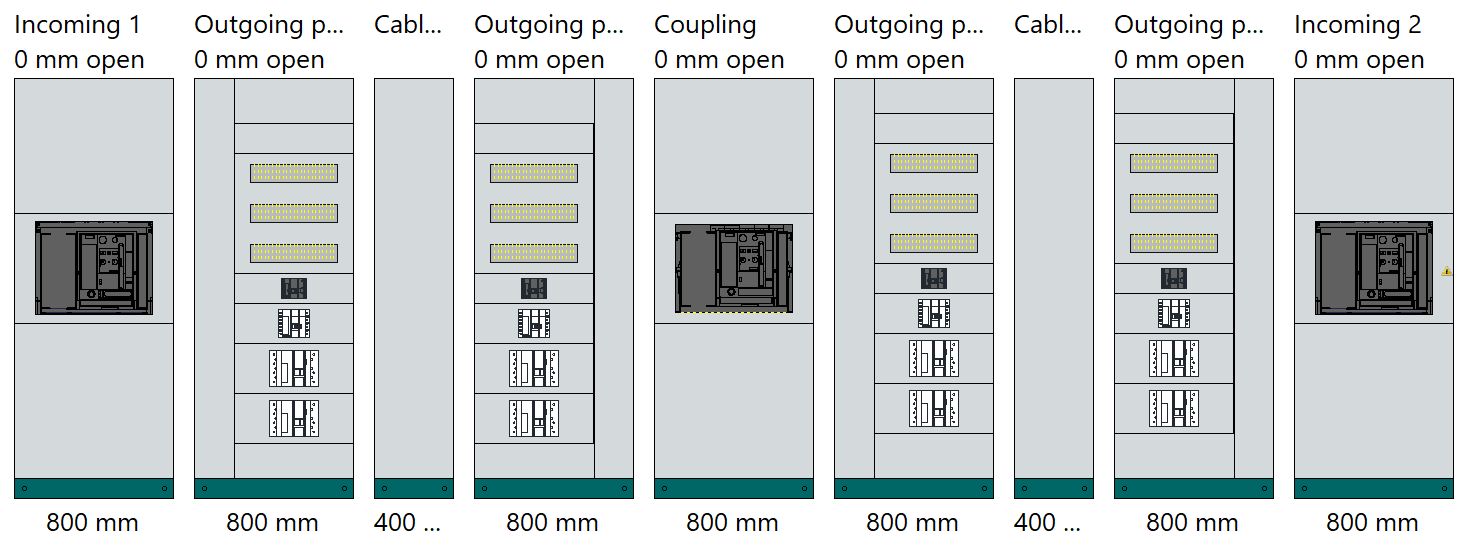 Incoming 1
0 mm open
Outgoing p...
0 mm open
Cabl...
Outgoing p...
0 mm open
Coupling
0 mm open
Outgoing p...
0 mm open
Cabl...
Outgoing p...
0 mm open
Incoming 2
0 mm open
800 mm
800 mm
400 ...
800 mm
800 mm
800 mm
400 ...
800 mm
800 mm